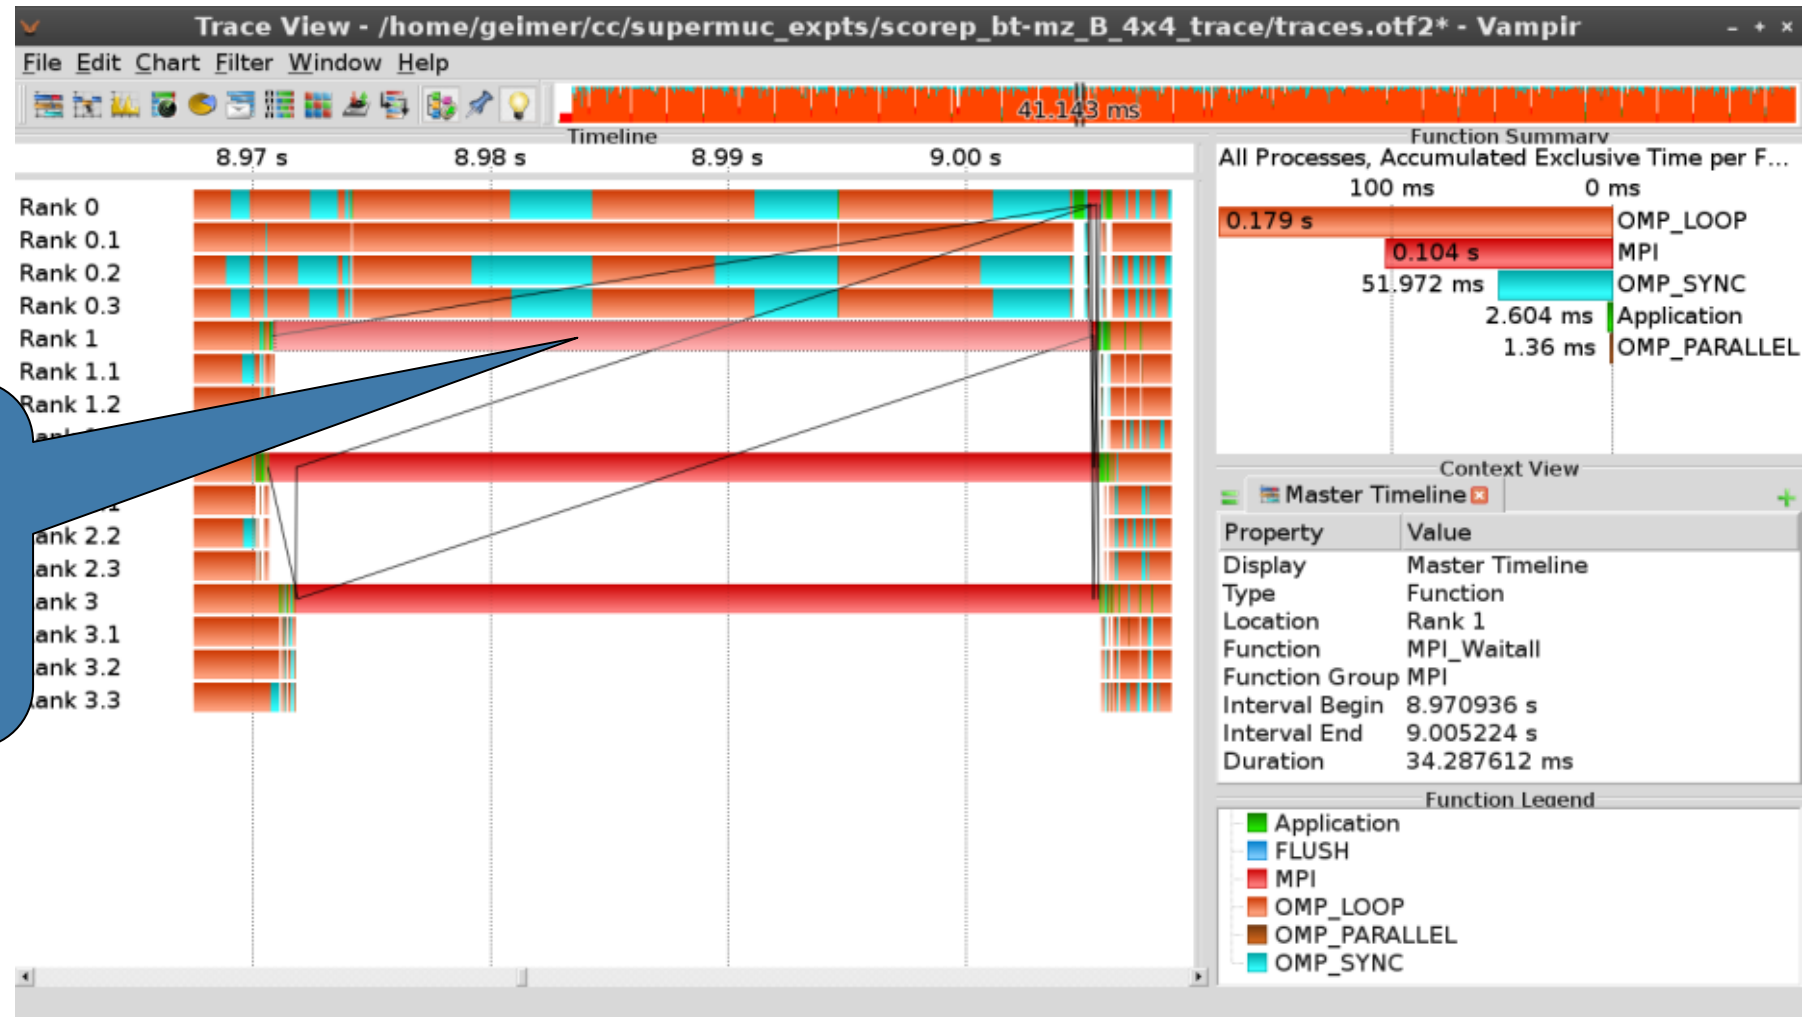 Trace View - /home/geimer/cc/supermuc_expts/scorep_bt-mz_B_4x4_trace/traces.otf2* - Vampir
File Edit Chart Filter Window Help
41.143 ms
Timeline
8.97 s 8.98 s 8.99 s 9.00 s
Rank 0
Rank 0.1
Rank 0.2
Rank 0.3
Rank 1
Rank 1.1
Rank 1.2
ank 2.2
ank 2.3
ank 3
ank 3.1
ank 3.2
ank 3.3
Function Summary
All Processes, Accumulated Exclusive Time per F...
100 ms 0 ms
0.179 s OMP_LOOP
0.104 s MPI
51.972 ms OMP_SYNC
2.604 ms Application
1.36 ms OMP_PARALLEL
Context View
Master Timeline
Property Value
Display Master Timeline
Type Function
Location Rank 1
Function MPI_Waitall
Function Group MPI
Interval Begin 8.970936 s
Interval End 9.005224 s
Duration 34.287612 ms
Function Legend
Application
FLUSH
MPI
OMP_LOOP
OMP_PARALLEL
OMP_SYNC